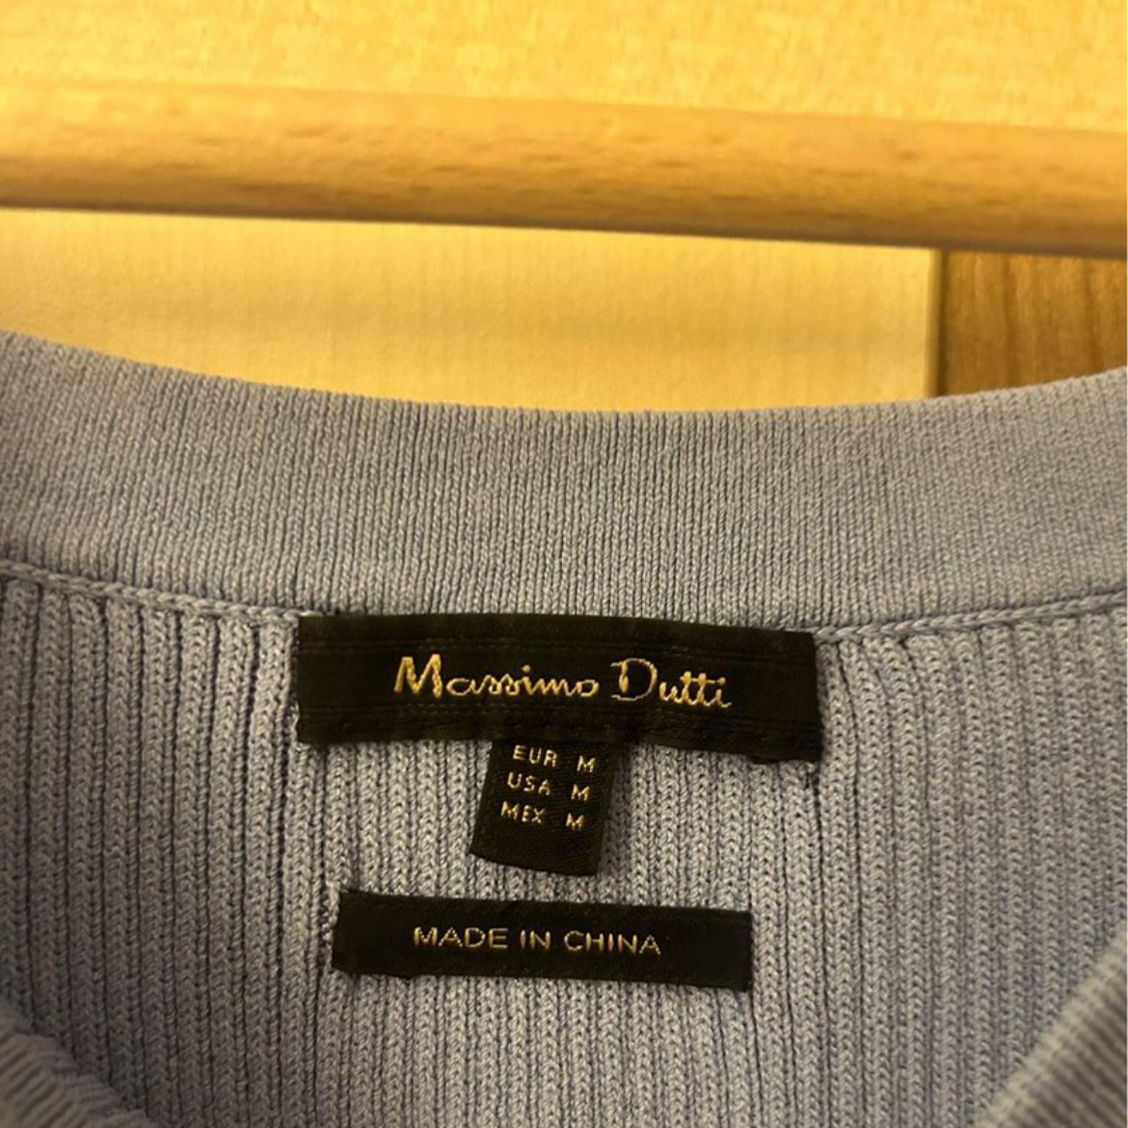 Massimo Dutti
EUR M
USA M
MEX M
MADE IN CHINA